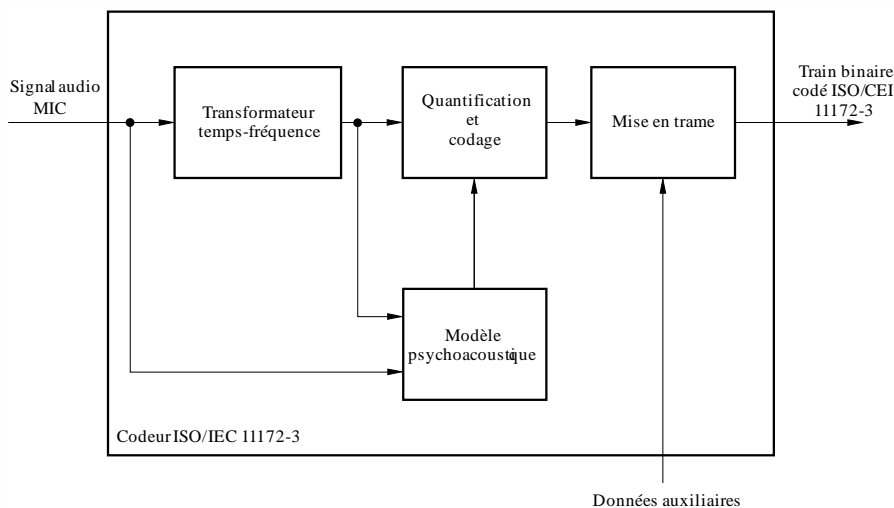 Signal audio
MIC
Transformateur
temps-fréquence
Quantification
et
codage
Mise en trame
Train binaire
codé ISO/CEI
11172-3
Modèle
psychoacoustique
Codeur ISO/IEC 11172-3
Données auxiliaires